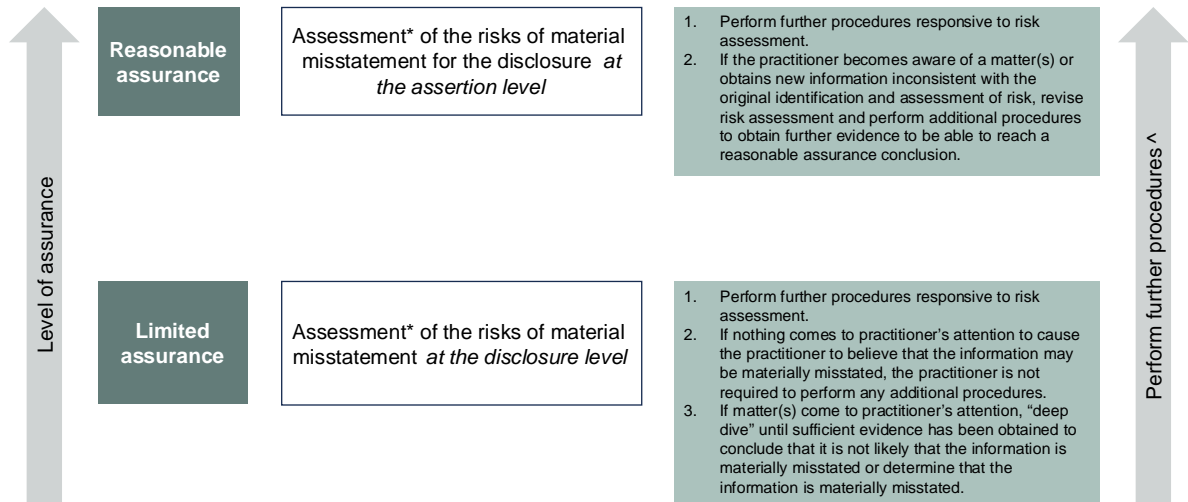 Level of assurance
Reasonable
assurance
Assessment* of the risks of material
misstatement for the disclosure at
the assertion level
1. Perform further procedures responsive to risk
assessment.
2. If the practitioner becomes aware of a matter(s) or
obtains new information inconsistent with the
original identification and assessment of risk, revise
risk assessment and perform additional procedures
to obtain further evidence to be able to reach a
reasonable assurance conclusion.
Limited
assurance
Assessment* of the risks of material
misstatement at the disclosure level
1. Perform further procedures responsive to risk
assessment.
2. If nothing comes to practitioner’s attention to cause
the practitioner to believe that the information may
be materially misstated, the practitioner is not
required to perform any additional procedures.
3. If matter(s) come to practitioner’s attention, “deep
dive” until sufficient evidence has been obtained to
conclude that it is not likely that the information is
materially misstated or determine that the
information is materially misstated.
Perform further procedures ^